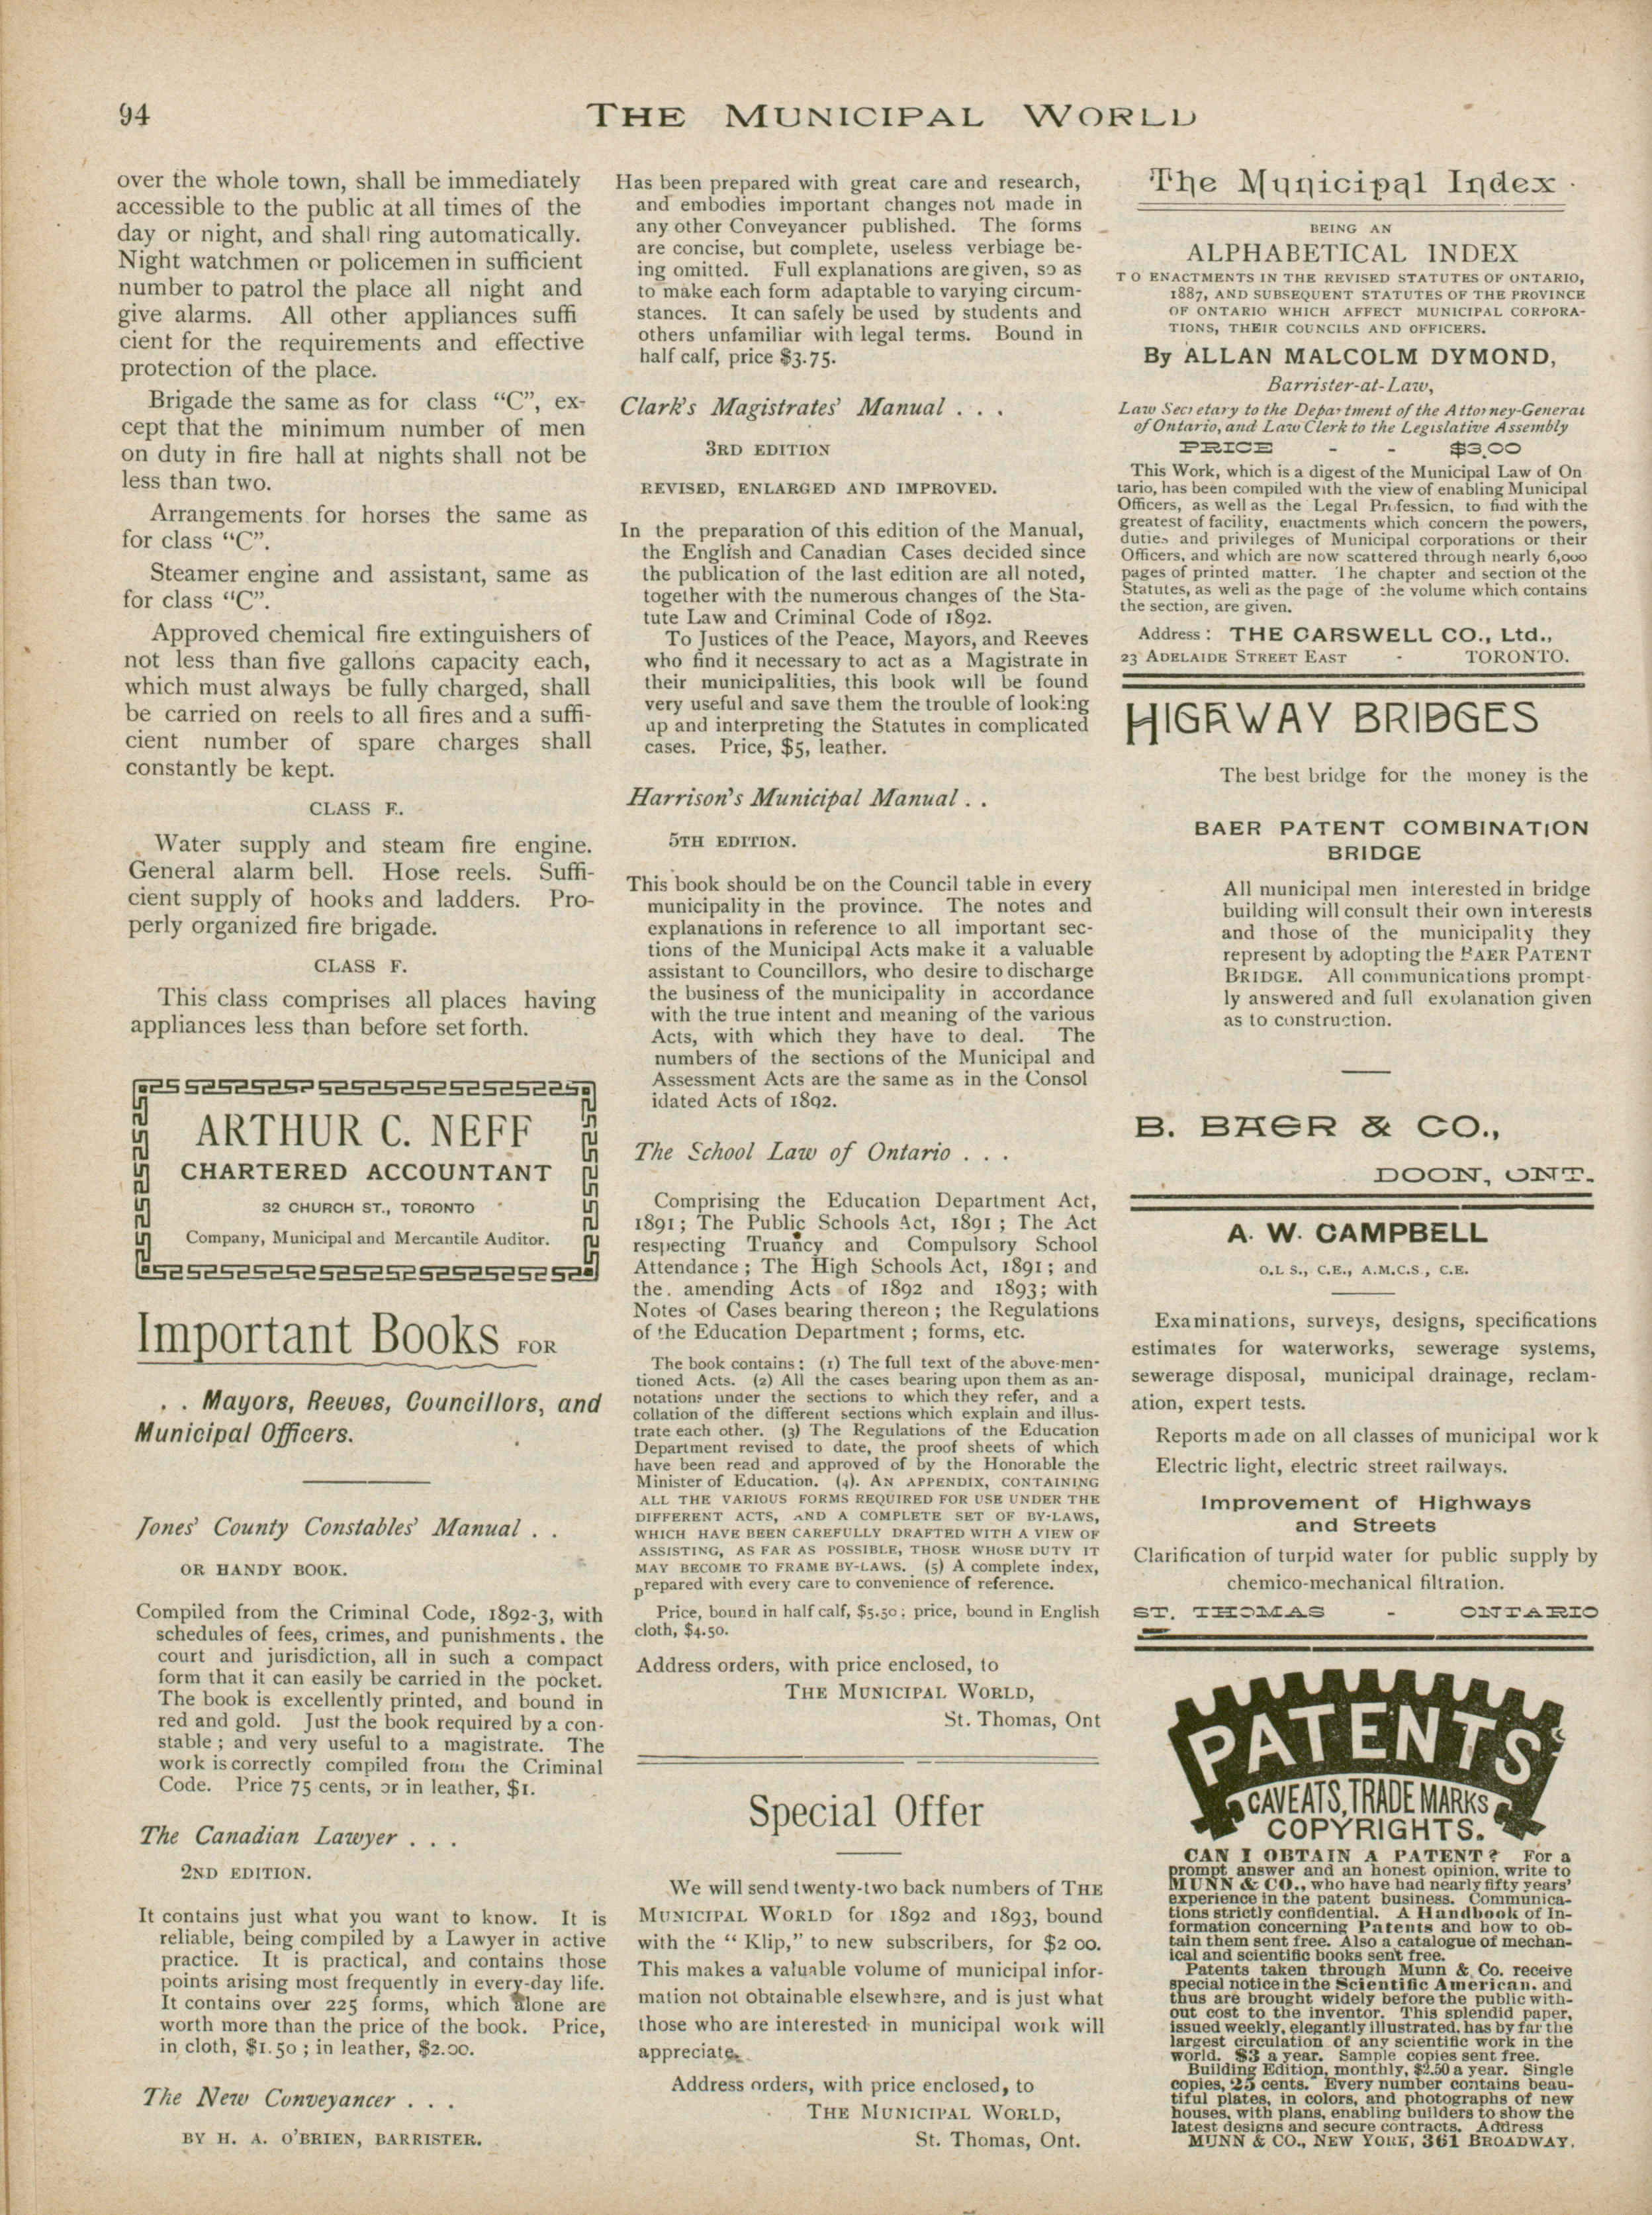 94
THE MUNICIPAL WORLD
over the whole town, shall be immediately
accessible to the public at all times of the
day or night, and shall ring automatically.
Night watchmen or policemen in sufficient
number to patrol the place all night and
give alarms. All other appliances suffi
cient for the requirements and effective
protection of the place.
Brigade the same as for class “C”, ex-
cept that the minimum number of men
on duty in fire hall at nights shall not be
less than two.
Arrangements for horses the same as
for class “C”.
Steamer engine and assistant, same as
for class “C”.
Approved chemical fire extinguishers of
not less than five gallons capacity each,
which must always be fully charged, shall
be carried on reels to all fires and a suffi-
cient number of spare charges shall
constantly be kept.
CLASS E.
Water supply and steam fire engine.
General alarm bell. Hose reels. Suffi-
cient supply of hooks and ladders. Pro-
perly organized fire brigade.
CLASS F.
This class comprises all places having
appliances less than before set forth.
ARTHUR C. NEFF
CHARTERED ACCOUNTANT
32 CHURCH ST., TORONTO
Company, Municipal and Mercantile Auditor.
Important Books FOR
. . Mayors, Reeves, Councillors, and
Municipal Officers.
Jones' County Constables' Manual . .
OR HANDY BOOK.
Compiled from the Criminal Code, 1892-3, with
schedules of fees, crimes, and punishments. the
court and jurisdiction, all in such a compact
form that it can easily be carried in the pocket.
The book is excellently printed, and bound in
red and gold. Just the book required by a con-
stable ; and very useful to a magistrate. The
work is correctly compiled from the Criminal
Code. Price 75 cents, or in leather, $1.
The Canadian Lawyer . . .
2ND EDITION.
It contains just what you want to know. It is
reliable, being compiled by a Lawyer in active
practice. It is practical, and contains those
points arising most frequently in every-day life.
It contains over 225 forms, which alone are
worth more than the price of the book. Price,
in cloth, $1.50 ; in leather, $2.00.
The New Conveyancer . . .
BY H. A. O'BRIEN, BARRISTER.
Has been prepared with great care and research,
and embodies important changes not made in
any other Conveyancer published. The forms
are concise, but complete, useless verbiage be-
ing omitted. Full explanations are given, so as
to make each form adaptable to varying circum-
stances. It can safely be used by students and
others unfamiliar with legal terms. Bound in
half calf, price $3.75.
Clark's Magistrates' Manual . . .
3RD EDITION
REVISED, ENLARGED AND IMPROVED.
In the preparation of this edition of the Manual,
the English and Canadian Cases decided since
the publication of the last edition are all noted,
together with the numerous changes of the Sta-
tute Law and Criminal Code of 1892.
To Justices of the Peace, Mayors, and Reeves
who find it necessary to act as a Magistrate in
their municipalities, this book will be found
very useful and save them the trouble of looking
up and interpreting the Statutes in complicated
cases. Price, $5, leather.
Harrison's Municipal Manual . .
5TH EDITION.
This book should be on the Council table in every
municipality in the province. The notes and
explanations in reference to all important sec-
tions of the Municipal Acts make it a valuable
assistant to Councillors, who desire to discharge
the business of the municipality in accordance
with the true intent and meaning of the various
Acts, with which they have to deal. The
numbers of the sections of the Municipal and
Assessment Acts are the same as in the Consol
idated Acts of 1892.
The School Law of Ontario . . .
Comprising the Education Department Act,
1891 ; The Public Schools Act, 1891 ; The Act
respecting Truancy and Compulsory School
Attendance ; The High Schools Act, 1891 ; and
the. amending Acts of 1892 and 1893; with
Notes of Cases bearing thereon ; the Regulations
of the Education Department ; forms, etc.
The book contains : (1) The full text of the above-men-
tioned Acts. (2) All the cases bearing upon them as an-
notations under the sections to which they refer, and a
collation of the different sections which explain and illus-
trate each other. (3) The Regulations of the Education
Department revised to date, the proof sheets of which
have been read and approved of by the Honorable the
Minister of Education. (4). AN APPENDIX, CONTAINING
ALL THE VARIOUS FORMS REQUIRED FOR USE UNDER THE
DIFFERENT ACTS, AND A COMPLETE SET OF BY-LAWS,
WHICH HAVE BEEN CAREFULLY DRAFTED WITH A VIEW OF
ASSISTING, AS FAR AS POSSIBLE, THOSE WHOSE DUTY IT
MAY BECOME TO FRAME BY-LAWS. (5) A complete index,
prepared with every care to convenience of reference.
Price, bound in half calf, $5.50; price, bound in English
cloth, $4.50.
Address orders, with price enclosed, to
THE MUNICIPAL WORLD,
St. Thomas, Ont
Special Offer
We will send twenty-two back numbers of THE
MUNICIPAL WORLD for 1892 and 1893, bound
with the “ Klip,” to new subscribers, for $2 00.
This makes a valuable volume of municipal infor-
mation not obtainable elsewhere, and is just what
those who are interested in municipal work will
appreciate.
Address orders, with price enclosed, to
THE MUNICIPAL WORLD,
St. Thomas, Ont.
The Municipal Index
BEING AN
ALPHABETICAL INDEX
TO ENACTMENTS IN THE REVISED STATUTES OF ONTARIO,
1887, AND SUBSEQUENT STATUTES OF THE PROVINCE
OF ONTARIO WHICH AFFECT MUNICIPAL CORPORA-
TIONS, THEIR COUNCILS AND OFFICERS.
By ALLAN MALCOLM DYMOND,
Barrister-at-Law,
Law Secretary to the Department of the Attorney-General
of Ontario, and Law Clerk to the Legislative Assembly
PRICE - - $3.00
This Work, which is a digest of the Municipal Law of On
tario, has been compiled with the view of enabling Municipal
Officers, as well as the Legal Profession, to find with the
greatest of facility, enactments which concern the powers,
duties and privileges of Municipal corporations or their
Officers, and which are now scattered through nearly 6,000
pages of printed matter. The chapter and section of the
Statutes, as well as the page of the volume which contains
the section, are given.
Address : THE CARSWELL CO., Ltd.,
23 ADELAIDE STREET EAST - TORONTO.
HIGHWAY BRIDGES
The best bridge for the money is the
BAER PATENT COMBINATION
BRIDGE
All municipal men interested in bridge
building will consult their own interests
and those of the municipality they
represent by adopting the BAER PATENT
BRIDGE. All communications prompt-
ly answered and full explanation given
as to construction.
B. BAER & CO.,
DOON, ONT.
A. W. CAMPBELL
O.L S., C.E., A.M.C.S., C.E.
Examinations, surveys, designs, specifications
estimates for waterworks, sewerage systems,
sewerage disposal, municipal drainage, reclam-
ation, expert tests.
Reports made on all classes of municipal work
Electric light, electric street railways.
Improvement of Highways
and Streets
Clarification of turpid water for public supply by
chemico-mechanical filtration.
ST. THOMAS - ONTARIO
PATENTS
CAVEATS, TRADE MARKS
COPYRIGHTS.
CAN I OBTAIN A PATENT? For a
prompt answer and an honest opinion, write to
MUNN & CO., who have had nearly fifty years'
experience in the patent business. Communica-
tions strictly confidential. A Handbook of In-
formation concerning Patents and how to ob-
tain them sent free. Also a catalogue of mechan-
ical and scientific books sent free.
Patents taken through Munn & Co. receive
special notice in the Scientific American, and
thus are brought widely before the public with-
out cost to the inventor. This splendid paper,
issued weekly, elegantly illustrated, has by far the
largest circulation of any scientific work in the
world. $3 a year. Sample copies sent free.
Building Edition, monthly, $2.50 a year. Single
copies, 25 cents. Every number contains beau-
tiful plates, in colors, and photographs of new
houses, with plans, enabling builders to show the
latest designs and secure contracts. Address
MUNN & CO., NEW YORK, 361 BROADWAY.